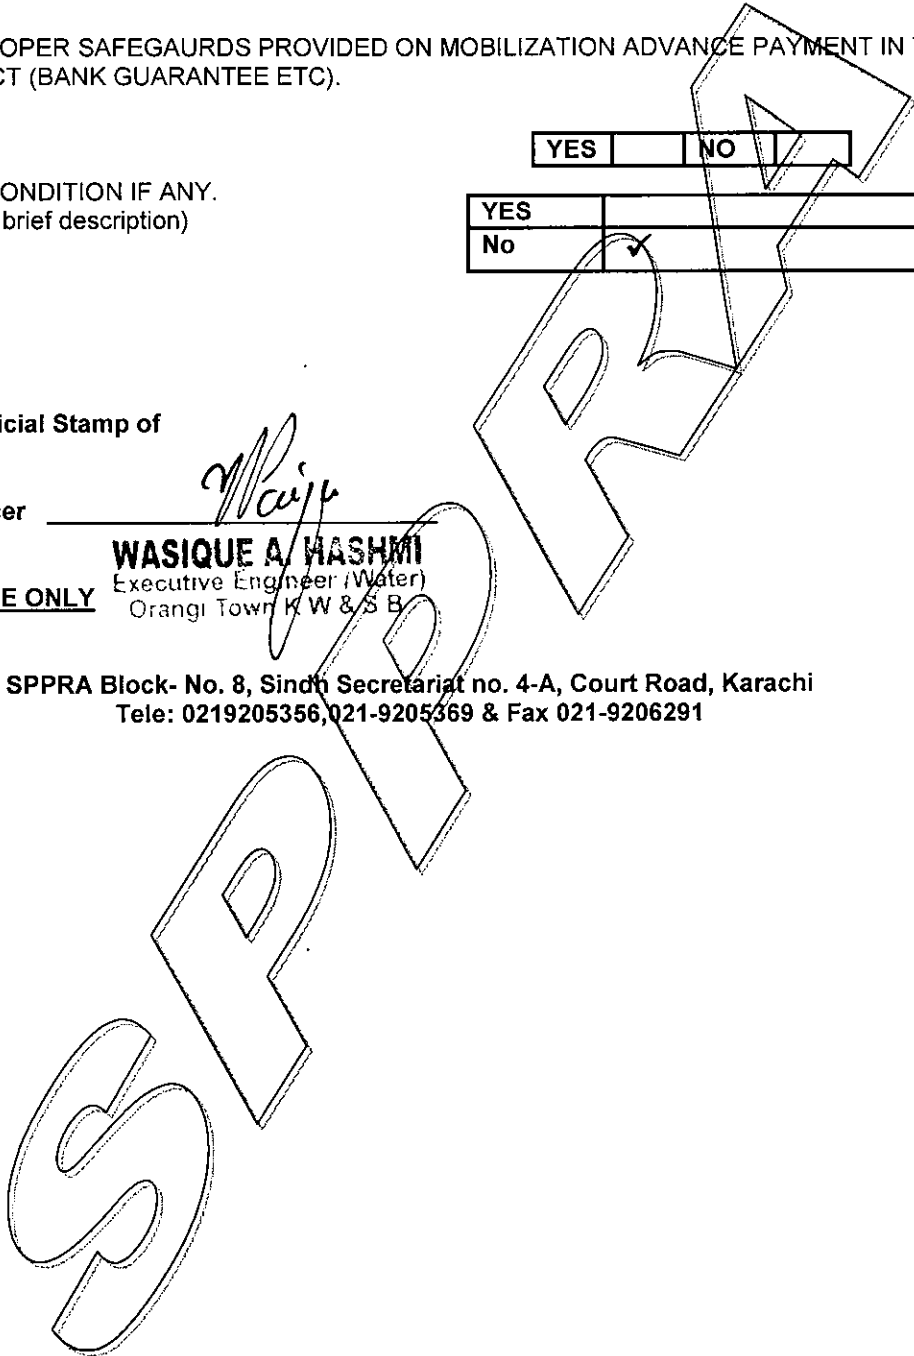 OPER SAFEGAURDS PROVIDED ON MOBILIZATION ADVANCE PAYMENT IN
CT (BANK GUARANTEE ETC).
YES NO
ONDITION IF ANY.
brief description)
YES
No ✓
icial Stamp of
cer
WASIQUE A. HASHMI
Executive Engineer (Water)
Orangi Town K W & S B
E ONLY
SPPRA Block- No. 8, Sindh Secretariat no. 4-A, Court Road, Karachi
Tele: 0219205356,021-9205369 & Fax 021-9206291
SPPRA